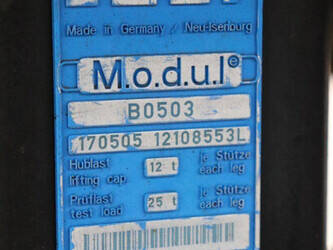 Made in Germany / Neu-Isenburg
M.o.d.u.l e
B0503
170505 12108553L
Hublast 12 t je Stütze
lifting cap. each leg
Prüflast 25 t je Stütze
test load each leg